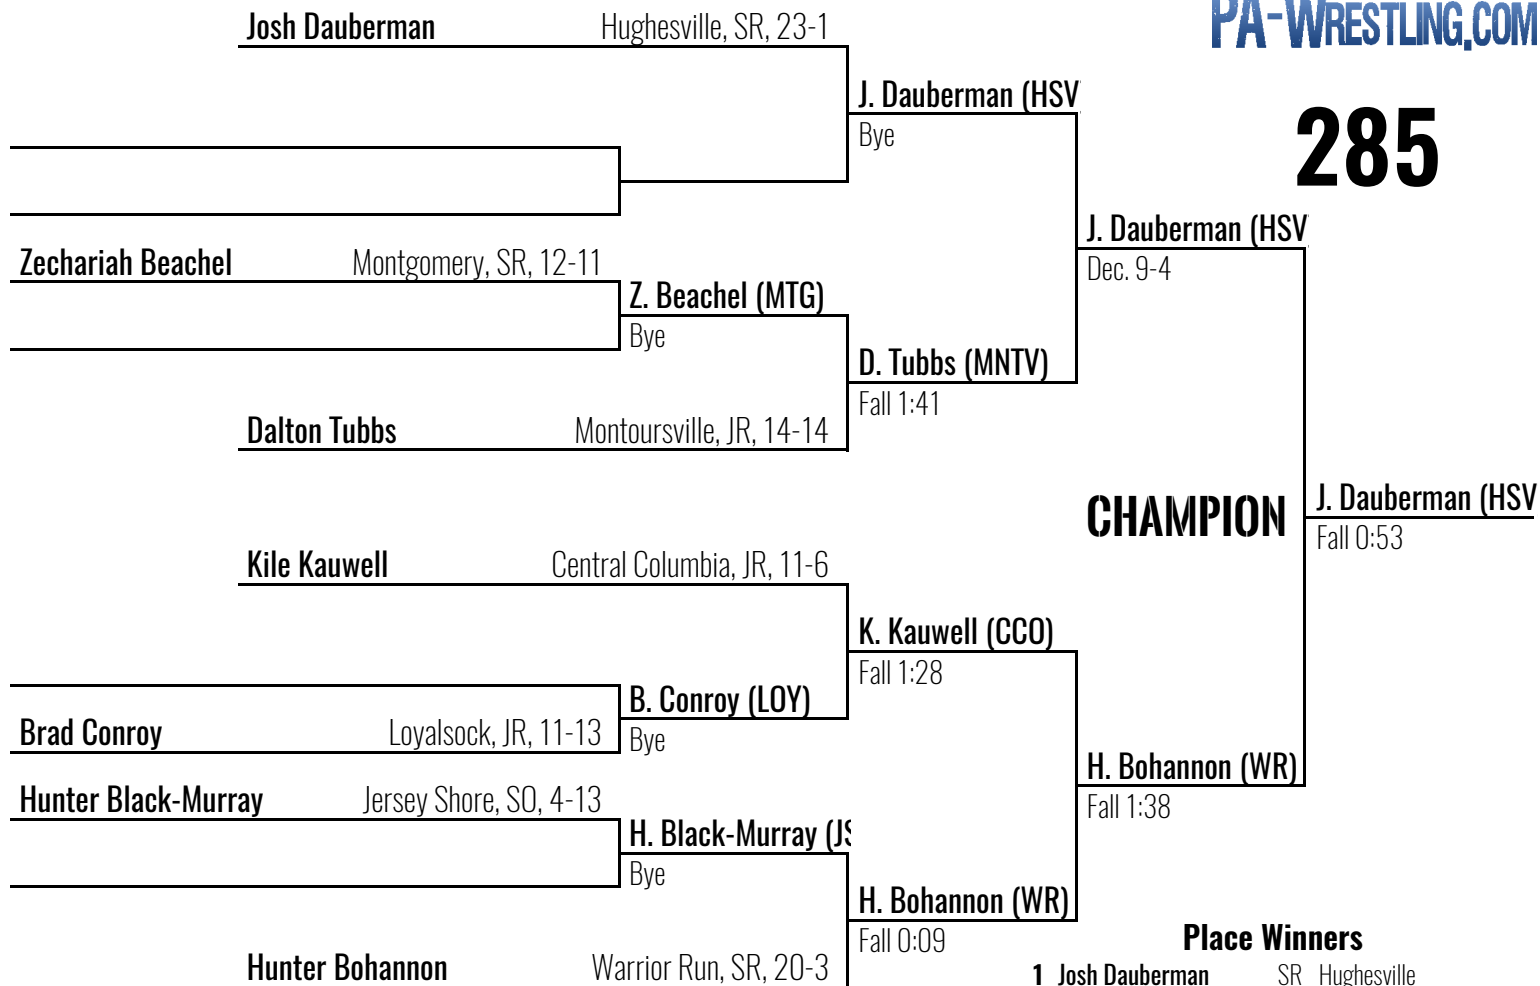 PA-WRESTLING.COM
285
Josh Dauberman Hughesville, SR, 23-1
J. Dauberman (HSV
Bye
J. Dauberman (HSV
Dec. 9-4
Zechariah Beachel Montgomery, SR, 12-11
Z. Beachel (MTG)
Bye
D. Tubbs (MNTV)
Fall 1:41
Dalton Tubbs Montoursville, JR, 14-14
CHAMPION
J. Dauberman (HSV
Fall 0:53
Kile Kauwell Central Columbia, JR, 11-6
K. Kauwell (CCO)
Fall 1:28
B. Conroy (LOY)
Brad Conroy Loyalsock, JR, 11-13
Bye
H. Bohannon (WR)
Fall 1:38
Hunter Black-Murray Jersey Shore, SO, 4-13
H. Black-Murray (JS
Bye
H. Bohannon (WR)
Fall 0:09
Hunter Bohannon Warrior Run, SR, 20-3
Place Winners
1 Josh Dauberman SR Hughesville